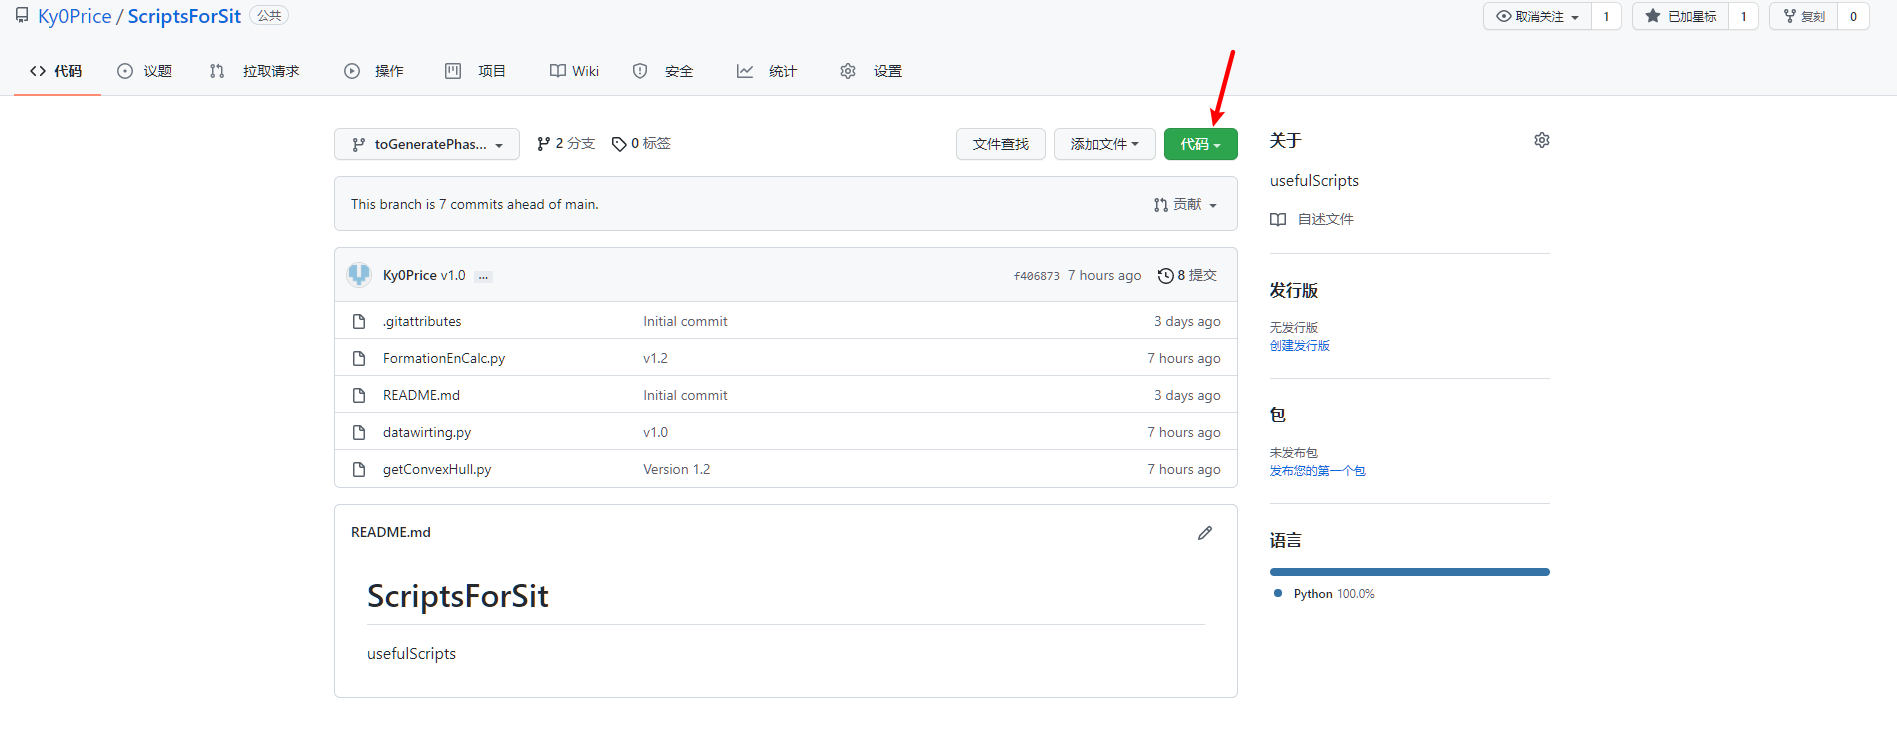 Ky0Price / ScriptsForSit 公共
取消关注 1 已加星标 1 复刻 0
代码 议题 拉取请求 操作 项目 Wiki 安全 统计 设置
toGeneratePhas... 2 分支 0 标签 文件查找 添加文件 代码
This branch is 7 commits ahead of main. 贡献
Ky0Price v1.0 ... f406873 7 hours ago 8 提交
.gitattributes Initial commit 3 days ago
FormationEnCalc.py v1.2 7 hours ago
README.md Initial commit 3 days ago
datawirting.py v1.0 7 hours ago
getConvexHull.py Version 1.2 7 hours ago
README.md
ScriptsForSit
usefulScripts
关于
usefulScripts
自述文件
发行版
无发行版
创建发行版
包
未发布包
发布您的第一个包
语言
Python 100.0%